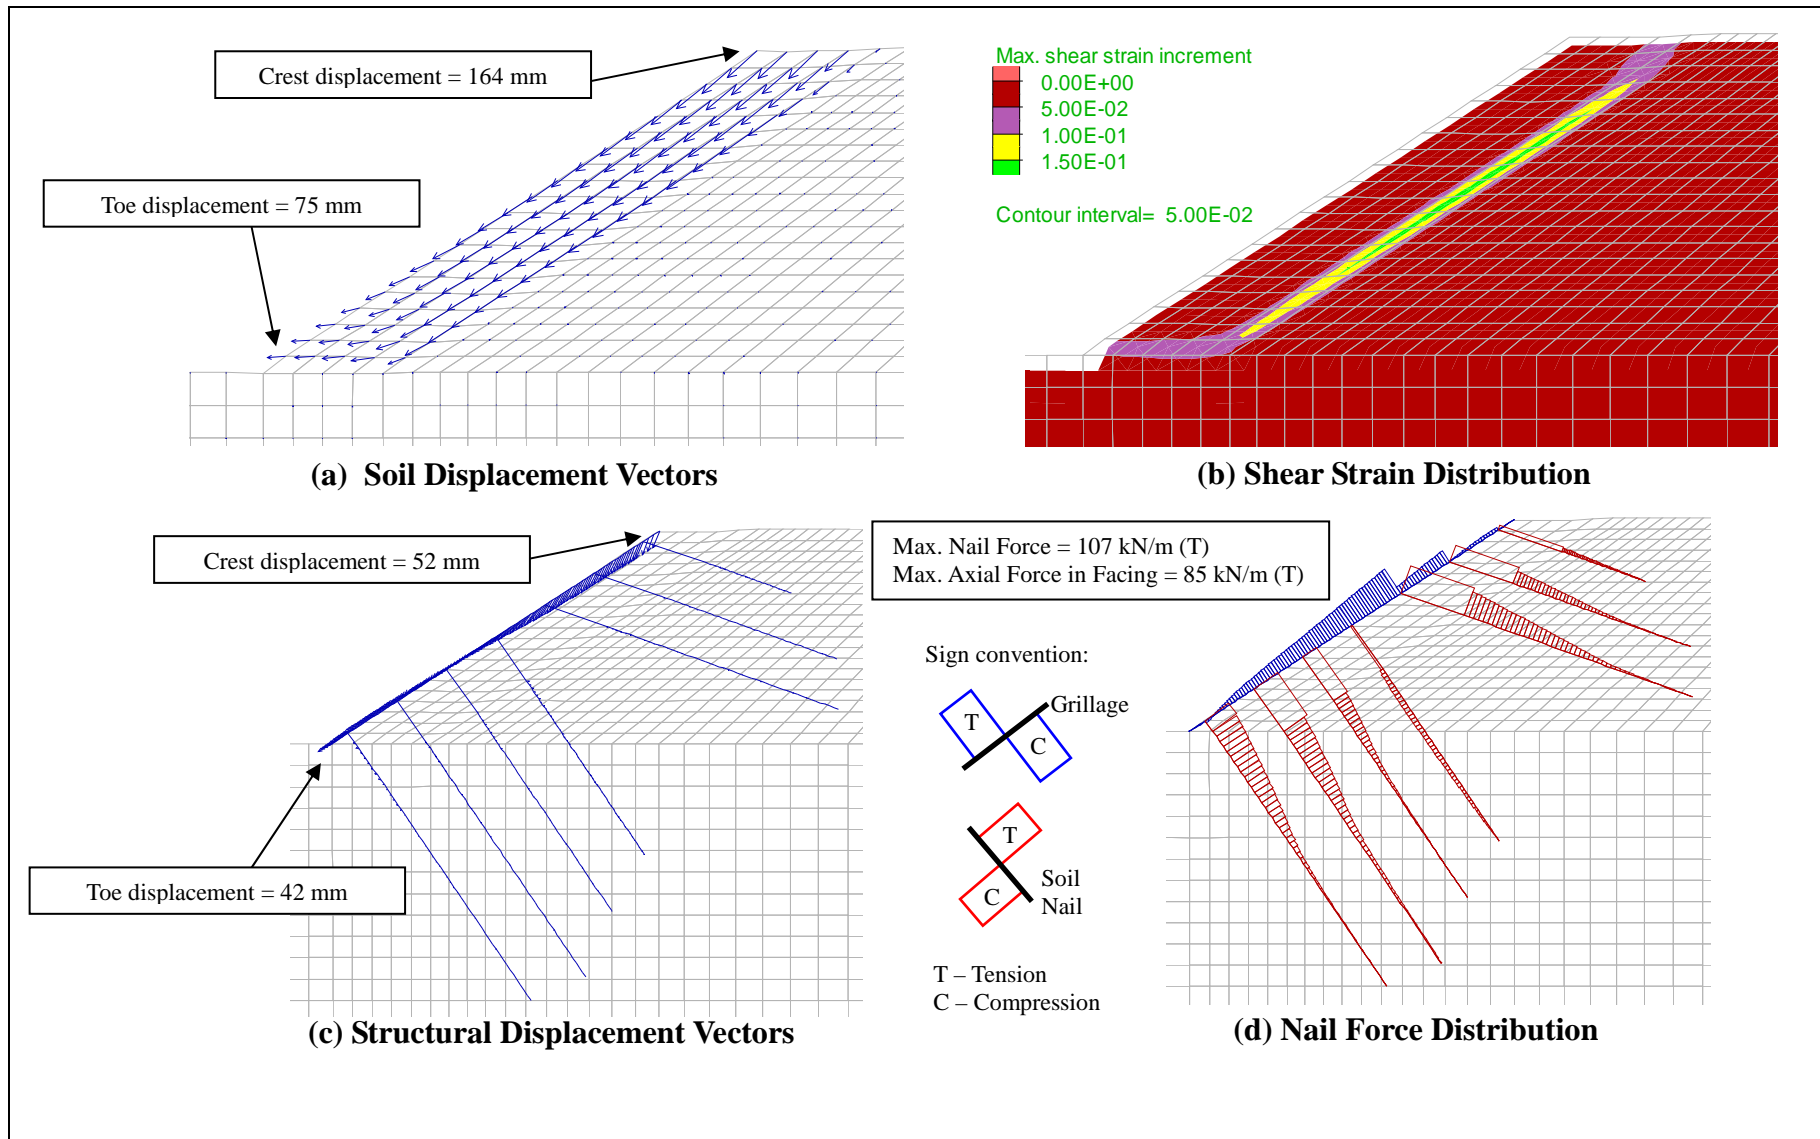 Crest displacement = 164 mm
Toe displacement = 75 mm
(a) Soil Displacement Vectors
Max. shear strain increment
0.00E+00
5.00E-02
1.00E-01
1.50E-01
Contour interval= 5.00E-02
(b) Shear Strain Distribution
Crest displacement = 52 mm
Toe displacement = 42 mm
(c) Structural Displacement Vectors
Max. Nail Force = 107 kN/m (T)
Max. Axial Force in Facing = 85 kN/m (T)
Sign convention:
T
Grillage
C
T
C
Soil
Nail
T – Tension
C – Compression
(d) Nail Force Distribution